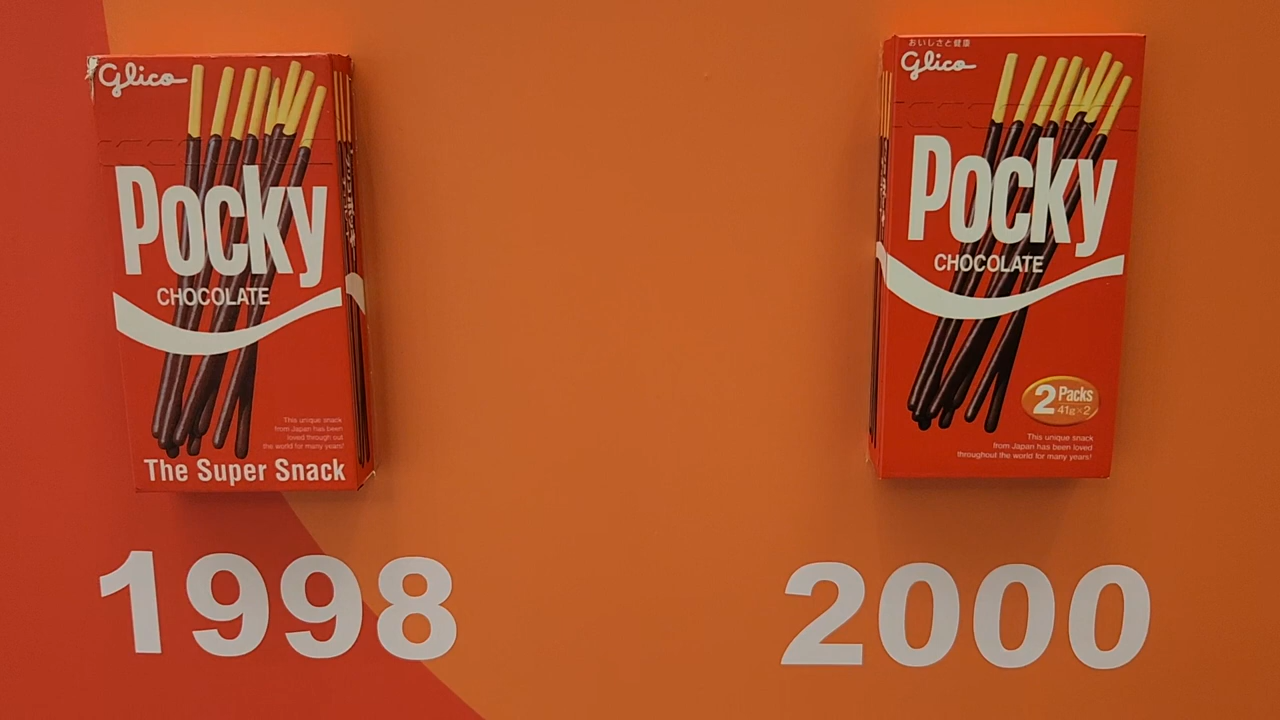 Glico
Pocky
CHOCOLATE
This unique snack
from Japan has been
loved through out
the world for many years!
The Super Snack
1998
おいしさと健康
Glico
Pocky
CHOCOLATE
2 Packs
41g×2
This unique snack
from Japan has been loved
throughout the world for many years!
2000